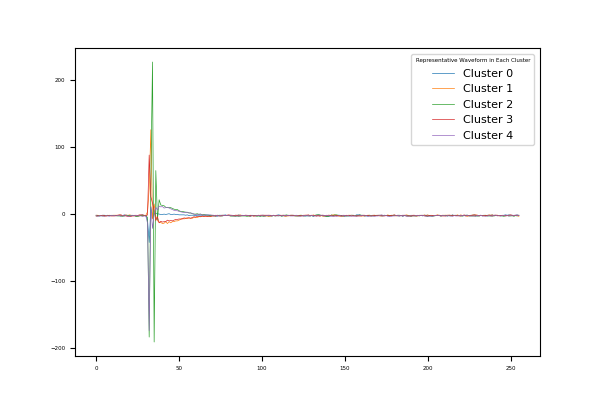 Representative Waveform in Each Cluster
Cluster 0
Cluster 1
Cluster 2
Cluster 3
Cluster 4
200
100
0
−100
−200
0 50 100 150 200 250